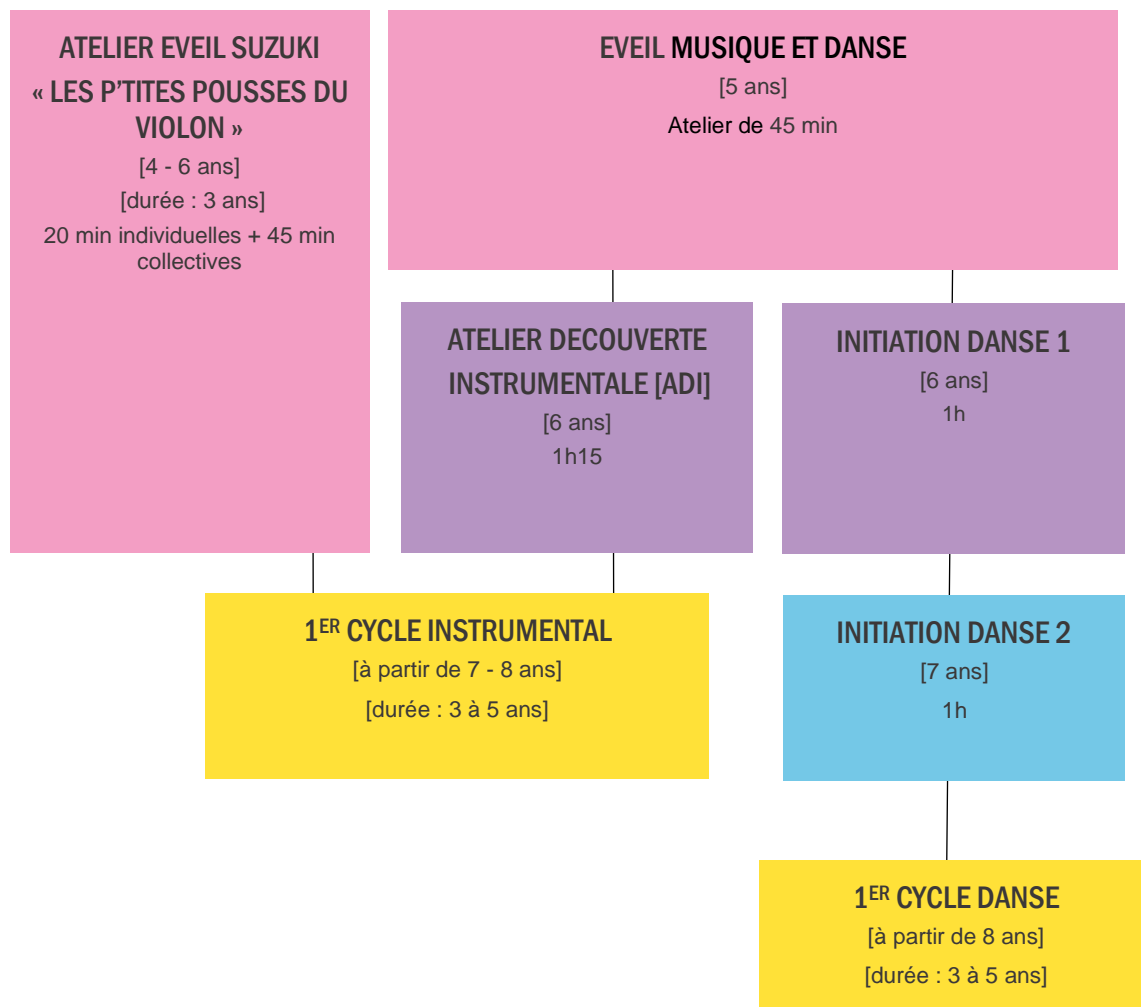 ATELIER EVEIL SUZUKI
« LES P'TITES POUSSES DU
VIOLON »
[4 - 6 ans]
[durée : 3 ans]
20 min individuelles + 45 min
collectives
EVEIL MUSIQUE ET DANSE
[5 ans]
Atelier de 45 min
ATELIER DECOUVERTE
INSTRUMENTALE [ADI]
[6 ans]
1h15
INITIATION DANSE 1
[6 ans]
1h
1ER CYCLE INSTRUMENTAL
[à partir de 7 - 8 ans]
[durée : 3 à 5 ans]
INITIATION DANSE 2
[7 ans]
1h
1ER CYCLE DANSE
[à partir de 8 ans]
[durée : 3 à 5 ans]